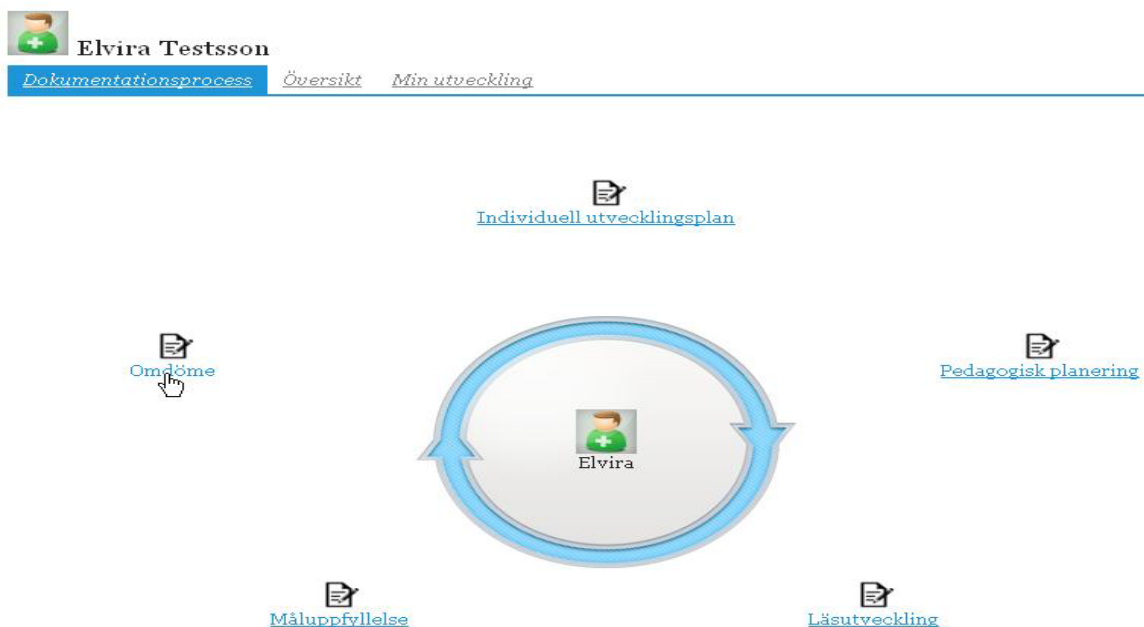 Elvira Testsson
Dokumentationsprocess Översikt Min utveckling
Individuell utvecklingsplan
Omdöme
Pedagogisk planering
Elvira
Måluppfyllelse
Läsutveckling